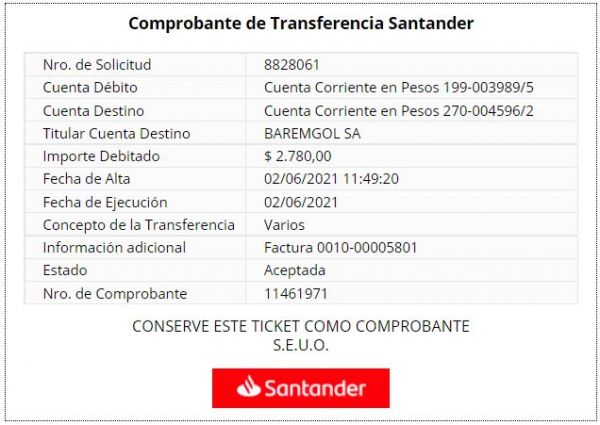 Comprobante de Transferencia Santander
Nro. de Solicitud 8828061
Cuenta Débito Cuenta Corriente en Pesos 199-003989/5
Cuenta Destino Cuenta Corriente en Pesos 270-004596/2
Titular Cuenta Destino BAREMGOL SA
Importe Debitado $ 2.780,00
Fecha de Alta 02/06/2021 11:49:20
Fecha de Ejecución 02/06/2021
Concepto de la Transferencia Varios
Información adicional Factura 0010-00005801
Estado Aceptada
Nro. de Comprobante 11461971
CONSERVE ESTE TICKET COMO COMPROBANTE
S.E.U.O.
Santander